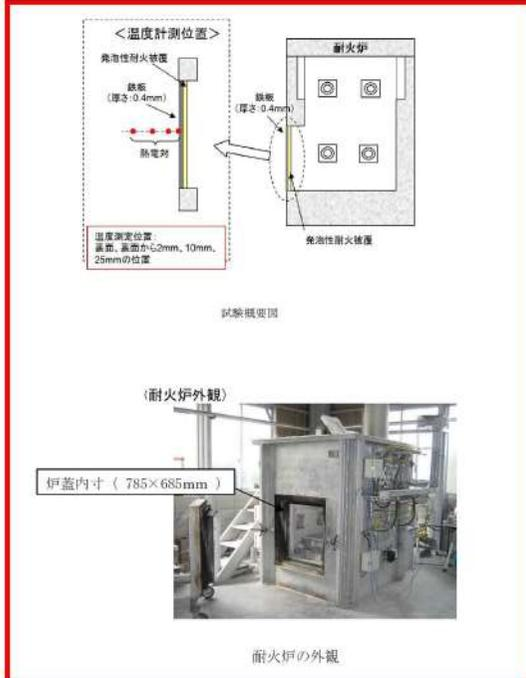 ＜温度計測位置＞
発泡性耐火被覆
鉄板
（厚さ:0.4mm）
熱電対
温度測定位置:
裏面、裏面から2mm、10mm、
25mmの位置
耐火炉
鉄板
（厚さ:0.4mm）
発泡性耐火被覆
試験概要図
（耐火炉外観）
炉蓋内寸（ 785×685mm ）
耐火炉の外観